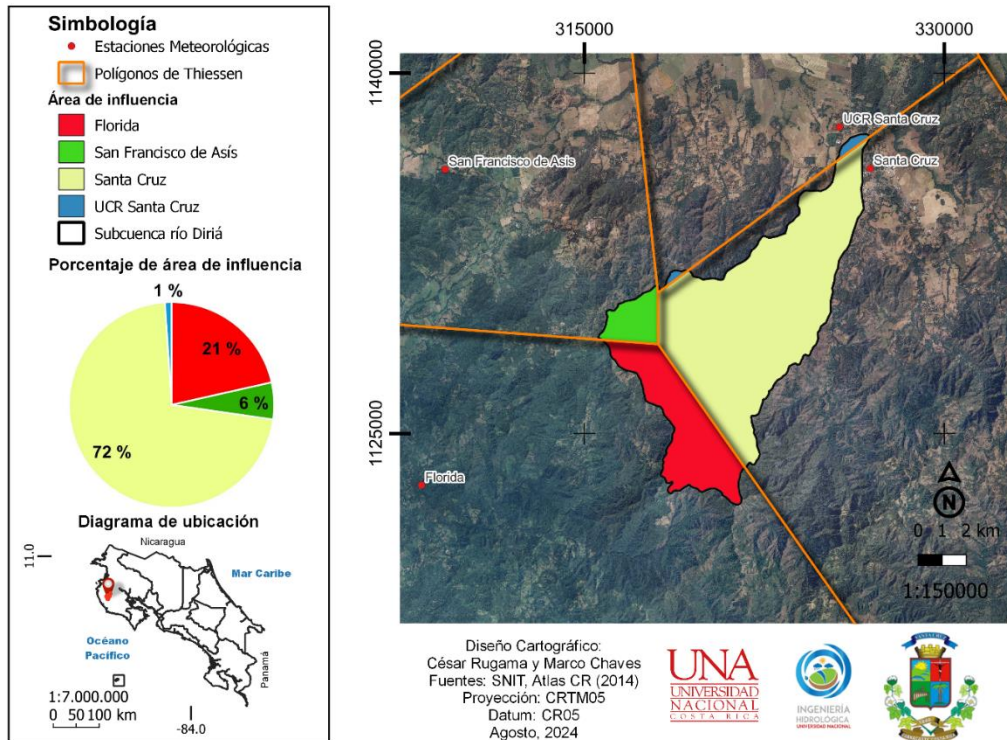 Simbología
Estaciones Meteorológicas
Polígonos de Thiessen
Área de influencia
Florida
San Francisco de Asís
Santa Cruz
UCR Santa Cruz
Subcuenca río Diriá
Porcentaje de área de influencia
1 %
21 %
6 %
72 %
Diagrama de ubicación
Nicaragua
11.0
Mar Caribe
Océano
Pacífico
Panamá
1:7.000.000
0 50 100 km
-84.0
315000
330000
1140000
1125000
UCR Santa Cruz
San Francisco de Asis
Santa Cruz
Florida
N
0 1 2 km
1:150000
Diseño Cartográfico:
César Rugama y Marco Chaves
Fuentes: SNIT, Atlas CR (2014)
Proyección: CRTM05
Datum: CR05
Agosto, 2024
UNA
UNIVERSIDAD
NACIONAL
COSTA RICA
INGENIERÍA
HIDROLÓGICA
UNIVERSIDAD NACIONAL